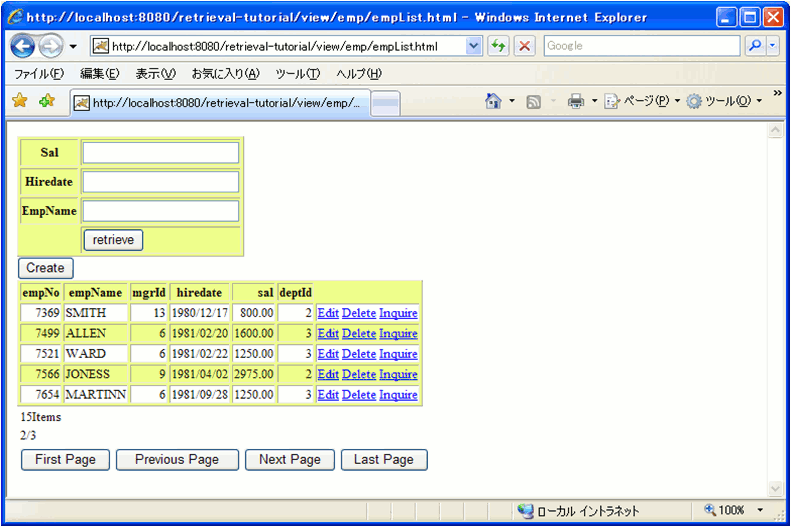 http://localhost:8080/retrieval-tutorial/view/emp/empList.html - Windows Internet Explorer
http://localhost:8080/retrieval-tutorial/view/emp/empList.html Google
ファイル(F) 編集(E) 表示(V) お気に入り(A) ツール(T) ヘルプ(H)
http://localhost:8080/retrieval-tutorial/view/emp/... ページ(P) ツール(O) »
Sal
Hiredate
EmpName
retrieve
Create
empNo empName mgrId hiredate sal deptId
7369 SMITH 13 1980/12/17 800.00 2 Edit Delete Inquire
7499 ALLEN 6 1981/02/20 1600.00 3 Edit Delete Inquire
7521 WARD 6 1981/02/22 1250.00 3 Edit Delete Inquire
7566 JONESS 9 1981/04/02 2975.00 2 Edit Delete Inquire
7654 MARTINN 6 1981/09/28 1250.00 3 Edit Delete Inquire
15Items
2/3
First Page Previous Page Next Page Last Page
ローカル イントラネット 100%